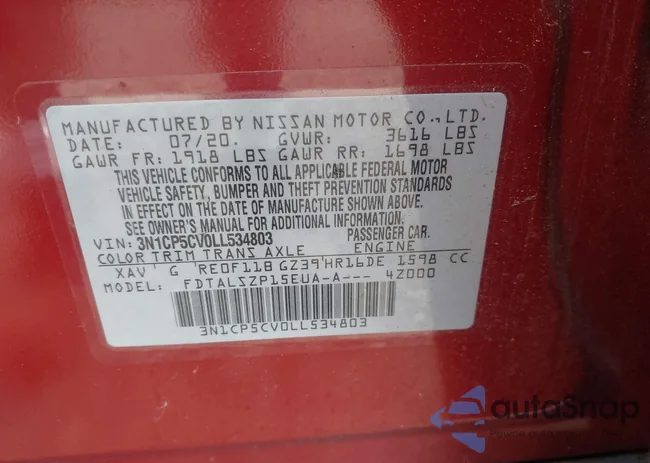 MANUFACTURED BY NISSAN MOTOR CO.,LTD.
DATE: 07/20. GVWR: 3616 LBS
GAWR FR: 1918 LBS GAWR RR: 1698 LBS
THIS VEHICLE CONFORMS TO ALL APPLICABLE FEDERAL MOTOR
VEHICLE SAFETY, BUMPER AND THEFT PREVENTION STANDARDS
IN EFFECT ON THE DATE OF MANUFACTURE SHOWN ABOVE.
SEE OWNER'S MANUAL FOR ADDITIONAL INFORMATION.
VIN: 3N1CP5CV0LL534803 PASSENGER CAR.
COLOR TRIM TRANS AXLE ENGINE
XAV G RE0F11B GZ39 HR16DE 1598 CC
MODEL: FDTALSZP15EUA-A--- 4Z000
3N1CP5CV0LL534803
autoSnap